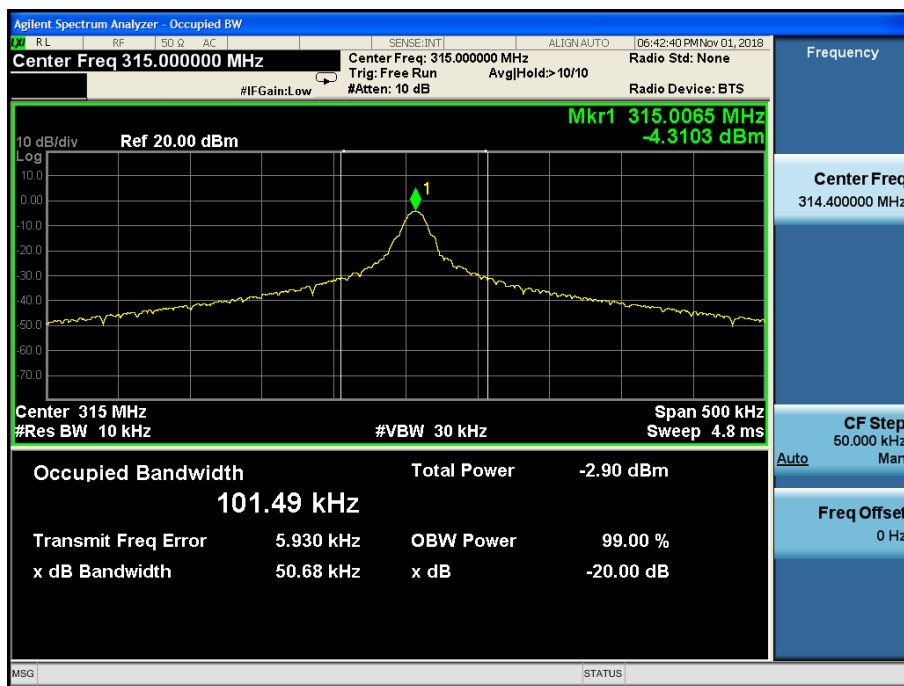 Agilent Spectrum Analyzer - Occupied BW
LXI RL RF 50 Ω AC SENSE:INT ALIGN AUTO 06:42:40 PM Nov 01, 2018
Center Freq 315.000000 MHz
Center Freq: 315.000000 MHz Radio Std: None
Trig: Free Run Avg|Hold:>10/10
#IFGain:Low #Atten: 10 dB Radio Device: BTS
Frequency
Mkr1 315.0065 MHz
-4.3103 dBm
10 dB/div Ref 20.00 dBm
Log
10.0
0.00
-10.0
-20.0
-30.0
-40.0
-50.0
-60.0
-70.0
1
Center Freq
314.400000 MHz
Center 315 MHz Span 500 kHz
#Res BW 10 kHz #VBW 30 kHz Sweep 4.8 ms
CF Step
50.000 kHz
Auto Man
Occupied Bandwidth Total Power -2.90 dBm
101.49 kHz
Transmit Freq Error 5.930 kHz OBW Power 99.00 %
x dB Bandwidth 50.68 kHz x dB -20.00 dB
Freq Offset
0 Hz
MSG STATUS